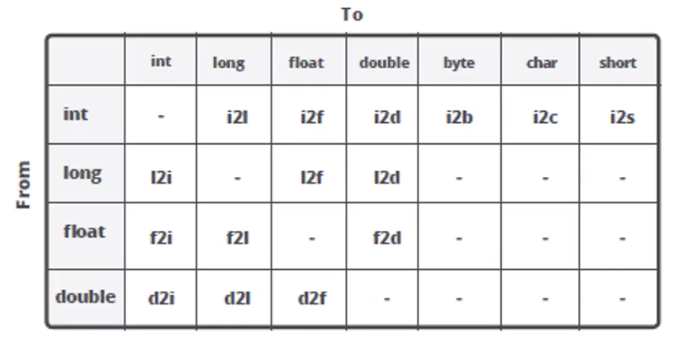 To
int long float double byte char short
int - i2l i2f i2d i2b i2c i2s
From
long l2i - l2f l2d - - -
float f2i f2l - f2d - - -
double d2i d2l d2f - - - -